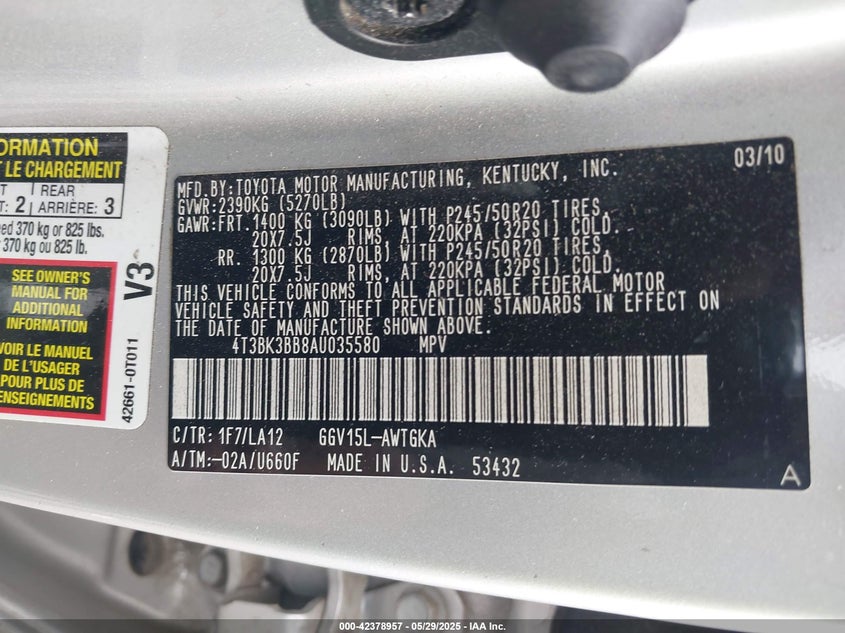 ORMATION
T LE CHARGEMENT
T REAR
T: 2 ARRIÈRE: 3
ed 370 kg or 825 lbs.
370 kg ou 825 lb.
SEE OWNER'S
MANUAL FOR
ADDITIONAL
INFORMATION
VOIR LE MANUEL
DE L'USAGER
POUR PLUS DE
RENSEIGNEMENTS
V3
42661-0T011
MFD. BY: TOYOTA MOTOR MANUFACTURING, KENTUCKY, INC. 03/10
GVWR: 2390KG (5270LB)
GAWR: FRT. 1400 KG (3090LB) WITH P245/50R20 TIRES,
20X7.5J RIMS, AT 220KPA (32PSI) COLD.
RR. 1300 KG (2870LB) WITH P245/50R20 TIRES,
20X7.5J RIMS, AT 220KPA (32PSI) COLD.
THIS VEHICLE CONFORMS TO ALL APPLICABLE FEDERAL MOTOR
VEHICLE SAFETY AND THEFT PREVENTION STANDARDS IN EFFECT ON
THE DATE OF MANUFACTURE SHOWN ABOVE.
4T3BK3BB8AU035580 MPV
C/TR: 1F7/LA12 GGV15L-AWTGKA
A/TM:-02A/U660F MADE IN U.S.A. 53432 A
000-42378957 - 05/29/2025 - IAA Inc.